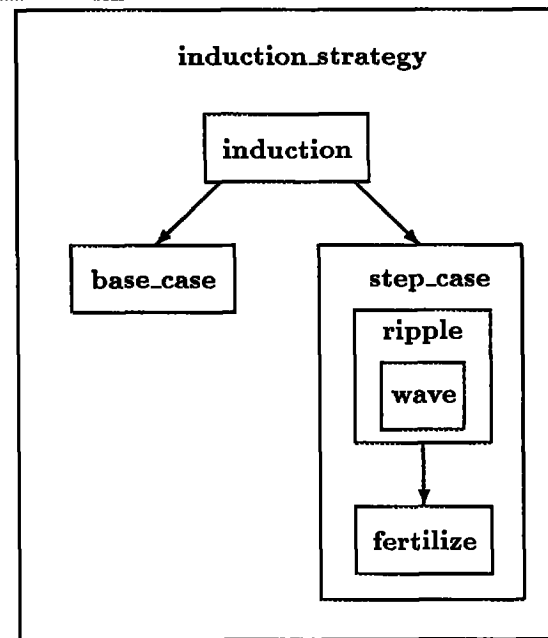 induction_strategy
induction
base_case
step_case
ripple
wave
fertilize